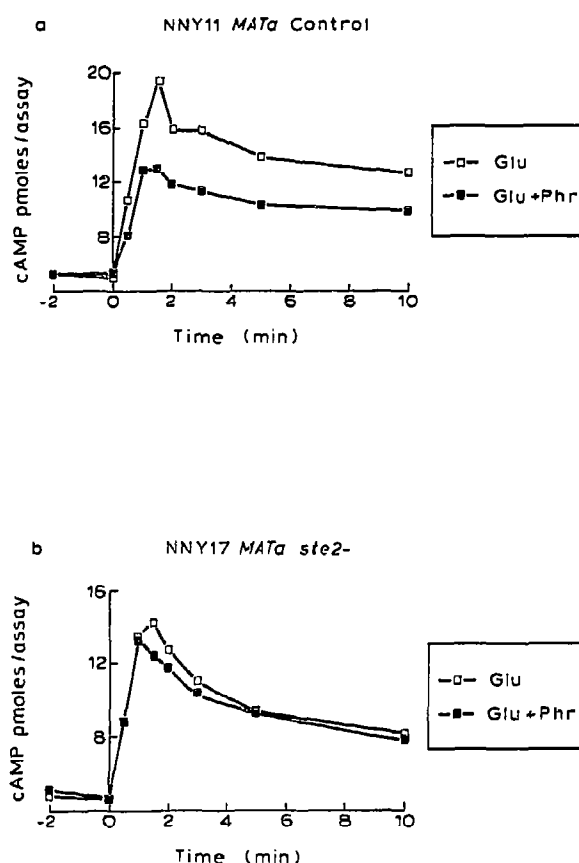 a
NNY11 MATa Control
cAMP pmoles/assay
20
16
12
8
-2 0 2 4 6 8 10
Time (min)
Glu
Glu+Phr
b
NNY17 MATa ste2-
cAMP pmoles/assay
16
12
8
-2 0 2 4 6 8 10
Time (min)
Glu
Glu+Phr